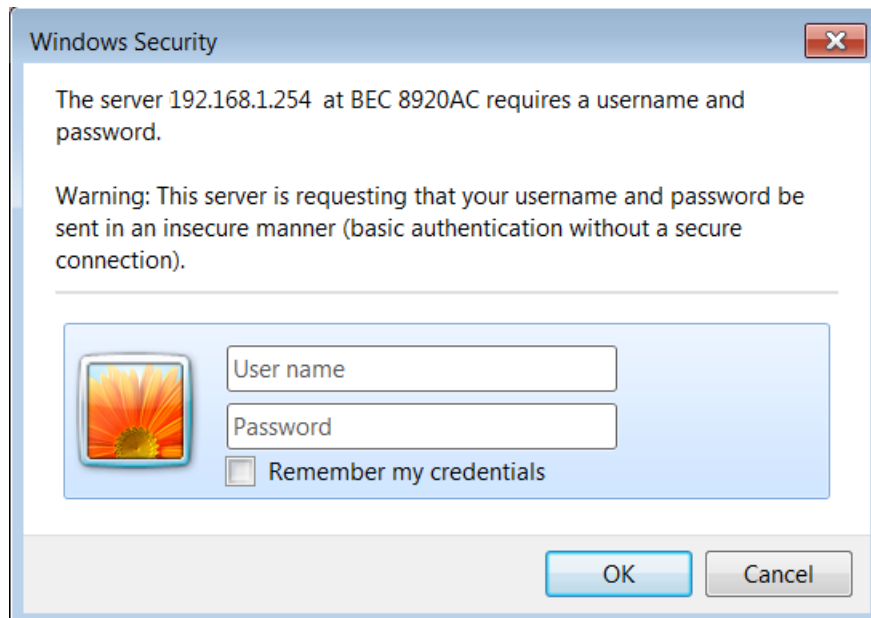 Windows Security
The server 192.168.1.254 at BEC 8920AC requires a username and
password.
Warning: This server is requesting that your username and password be
sent in an insecure manner (basic authentication without a secure
connection).
User name
Password
Remember my credentials
OK Cancel